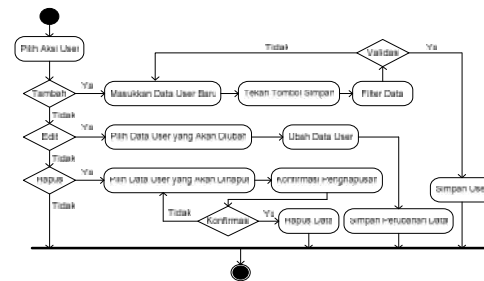 Pilih Aksi User
Tidak
Validasi
Ya
Tambah
Ya
Masukkan Data User Baru
Tekan Tombol Simpan
Filter Data
Tidak
Edit
Ya
Pilih Data User yang Akan Diubah
Ubah Data User
Tidak
Hapus
Ya
Pilih Data User yang Akan Dihapus
Konfirmasi Penghapusan
Simpan User
Tidak
Tidak
Konfirmasi
Ya
Hapus Data
Simpan Perubahan Data